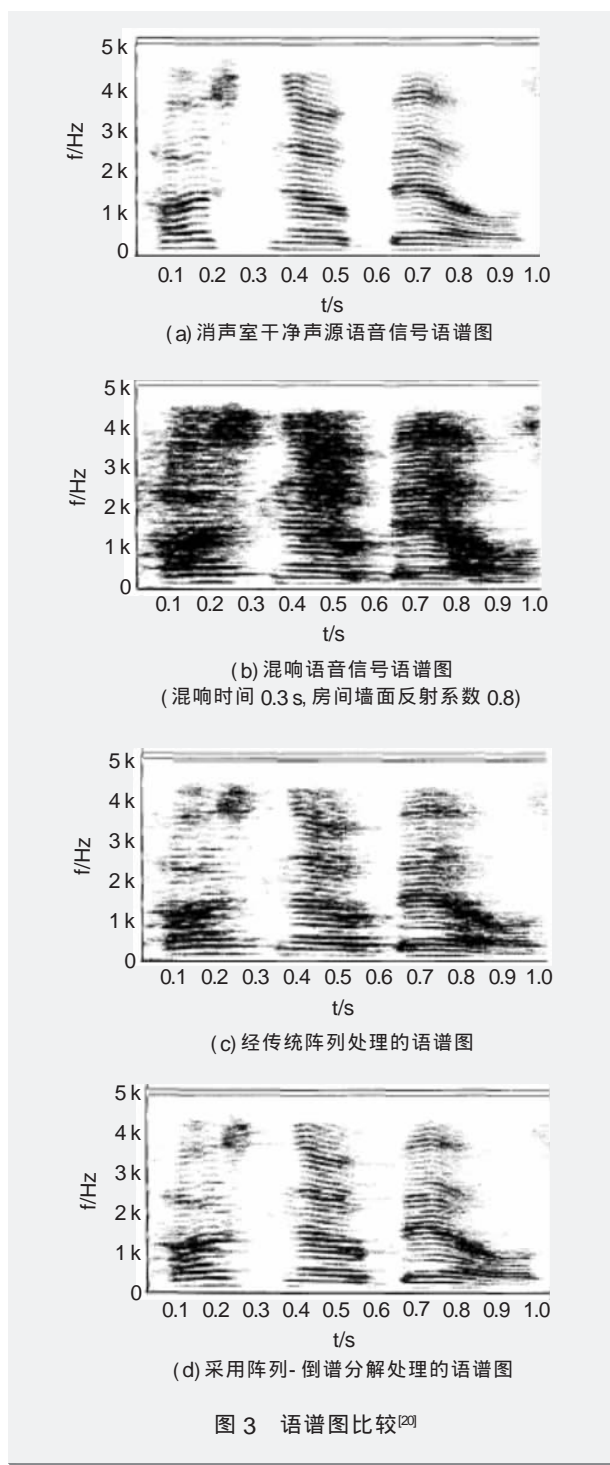 5 k
4 k
3 k
2 k
1 k
0
f/Hz
0.1 0.2 0.3 0.4 0.5 0.6 0.7 0.8 0.9 1.0
t/s
(a) 消声室干净声源语音信号语谱图
5 k
4 k
3 k
2 k
1 k
0
f/Hz
0.1 0.2 0.3 0.4 0.5 0.6 0.7 0.8 0.9 1.0
t/s
(b) 混响语音信号语谱图
(混响时间 0.3 s, 房间墙面反射系数 0.8)
5 k
4 k
3 k
2 k
1 k
0
f/Hz
0.1 0.2 0.3 0.4 0.5 0.6 0.7 0.8 0.9 1.0
t/s
(c) 经传统阵列处理的语谱图
5 k
4 k
3 k
2 k
1 k
0
f/Hz
0.1 0.2 0.3 0.4 0.5 0.6 0.7 0.8 0.9 1.0
t/s
(d) 采用阵列- 倒谱分解处理的语谱图
图 3 语谱图比较[20]